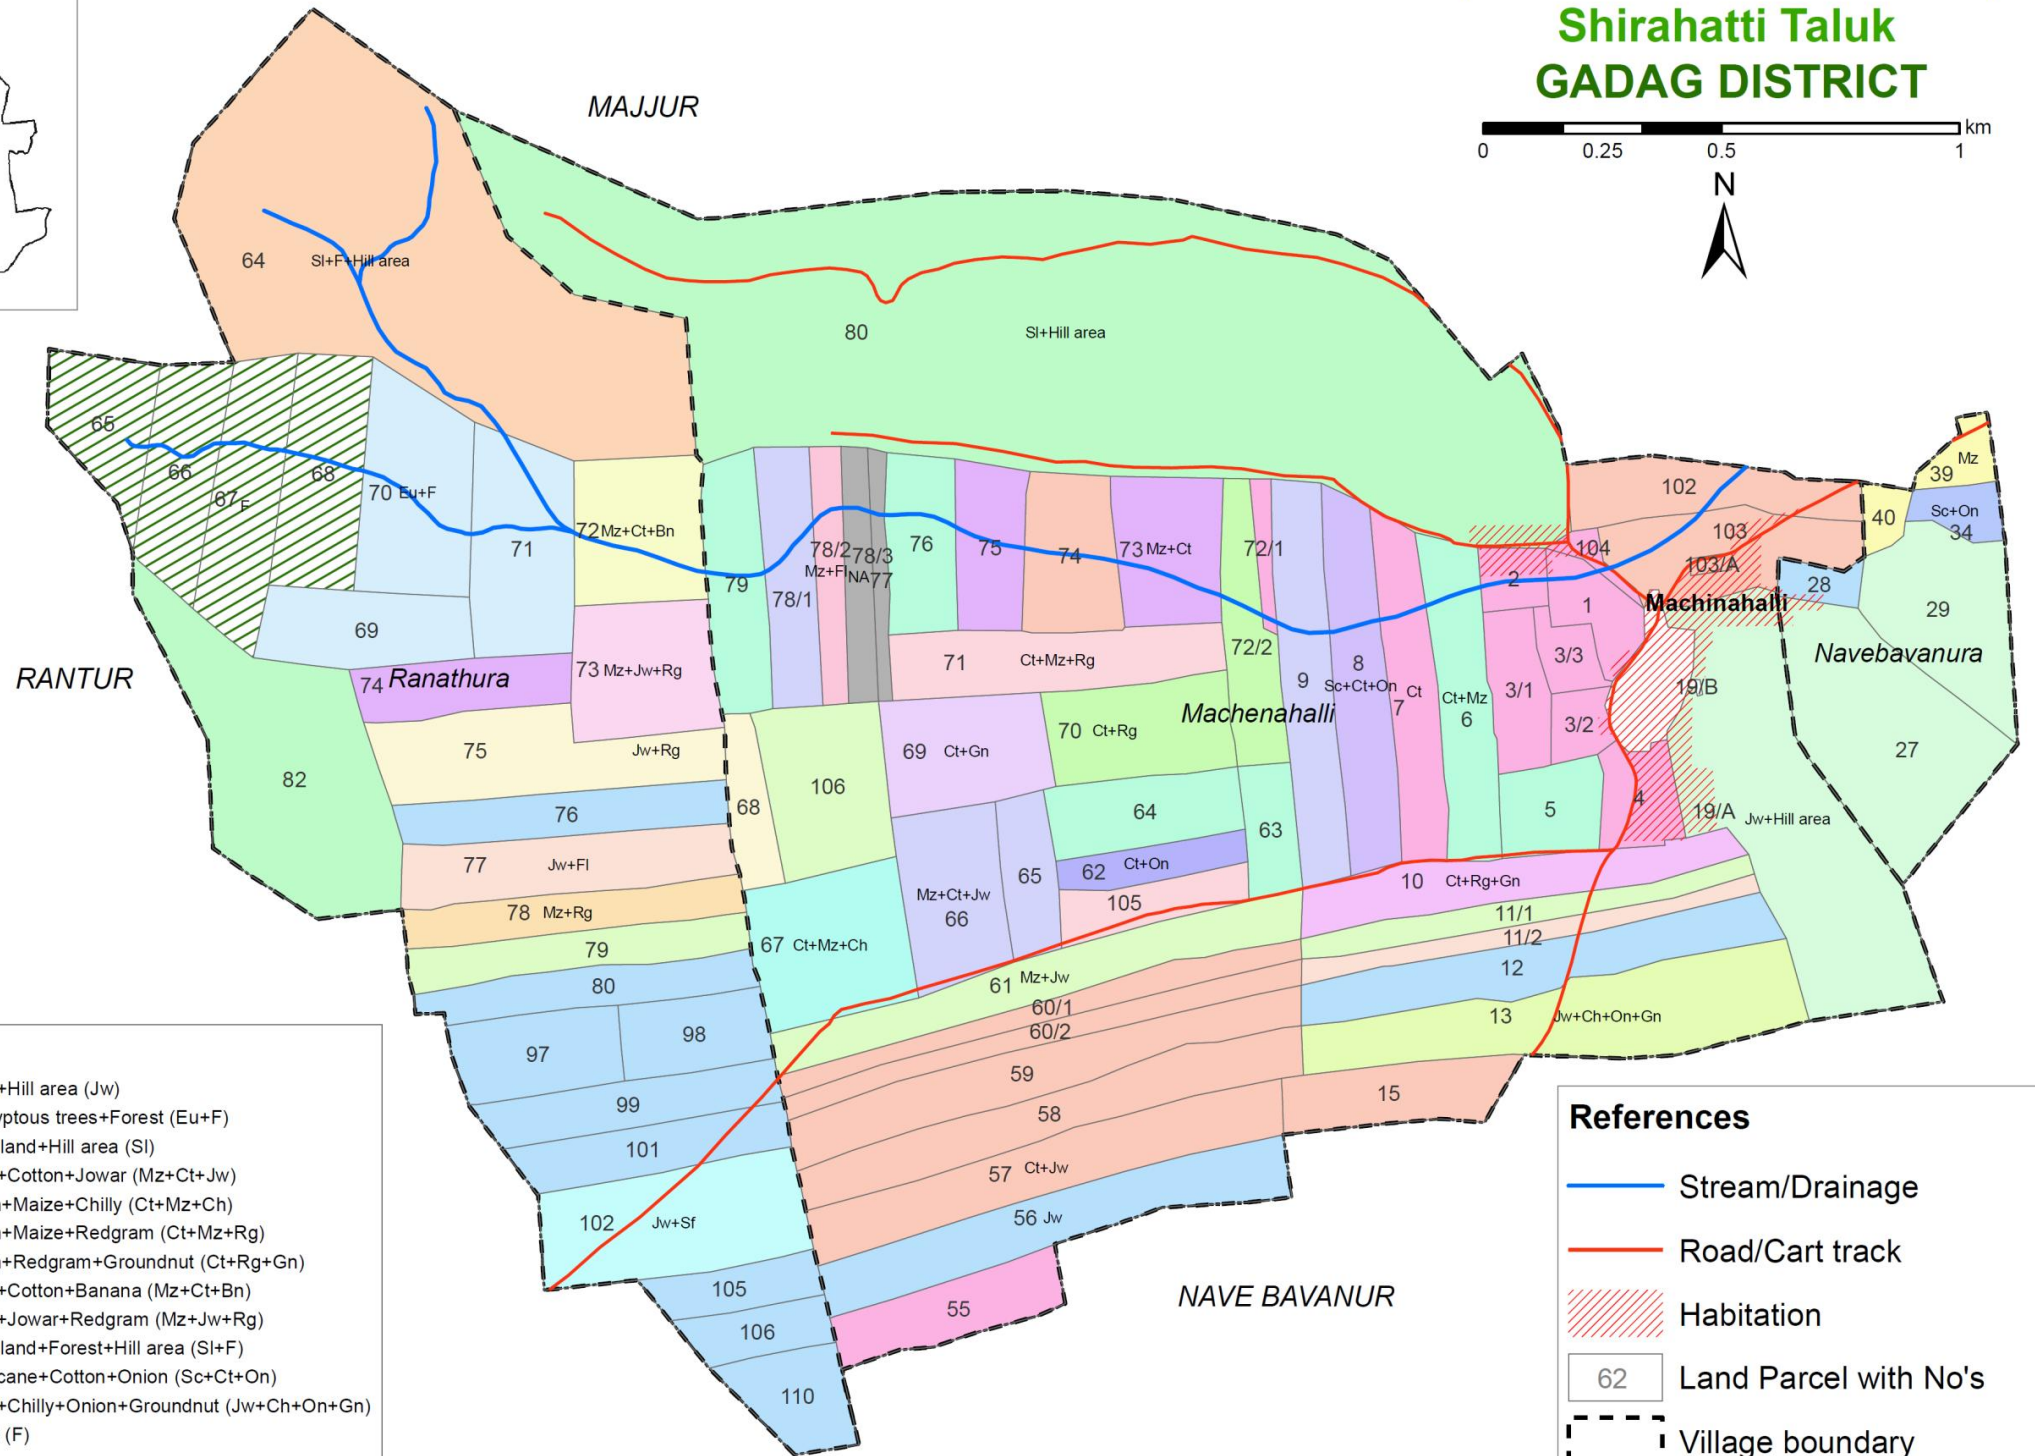 Shirahatti Taluk
GADAG DISTRICT
km
0
0.25
0.5
1
N
MAJJUR
64
Sl+F+Hill area
80
Sl+Hill area
65
66
67
F
68
70 Eu+F
71
72 Mz+Ct+Bn
69
74
Ranathura
73 Mz+Jw+Rg
RANTUR
82
75
Jw+Rg
76
77
Jw+Fl
78 Mz+Rg
79
80
97
98
99
101
102
Jw+Sf
105
106
110
79
78/1
78/2
Mz+Fl
78/3
NA
77
76
75
74
73 Mz+Ct
72/1
72/2
71
Ct+Mz+Rg
9
8
Sc+Ct+On
Ct
7
Ct+Mz
6
2
1
3/3
3/1
3/2
4
5
Machenahalli
68
106
69
Ct+Gn
70
Ct+Rg
64
63
62
Ct+On
105
65
Mz+Ct+Jw
66
67 Ct+Mz+Ch
61
Mz+Jw
60/1
60/2
59
58
57
Ct+Jw
56 Jw
55
15
10
Ct+Rg+Gn
11/1
11/2
12
13
Jw+Ch+On+Gn
102
103
104
103/A
Machinahalli
19/B
19/A
Jw+Hill area
40
39
Mz
Sc+On
34
28
29
Navebavanura
27
NAVE BAVANUR
+Hill area (Jw)
yptous trees+Forest (Eu+F)
land+Hill area (Sl)
+Cotton+Jowar (Mz+Ct+Jw)
+Maize+Chilly (Ct+Mz+Ch)
+Maize+Redgram (Ct+Mz+Rg)
+Redgram+Groundnut (Ct+Rg+Gn)
+Cotton+Banana (Mz+Ct+Bn)
+Jowar+Redgram (Mz+Jw+Rg)
land+Forest+Hill area (Sl+F)
cane+Cotton+Onion (Sc+Ct+On)
+Chilly+Onion+Groundnut (Jw+Ch+On+Gn)
(F)
References
Stream/Drainage
Road/Cart track
Habitation
62
Land Parcel with No's
Village boundary